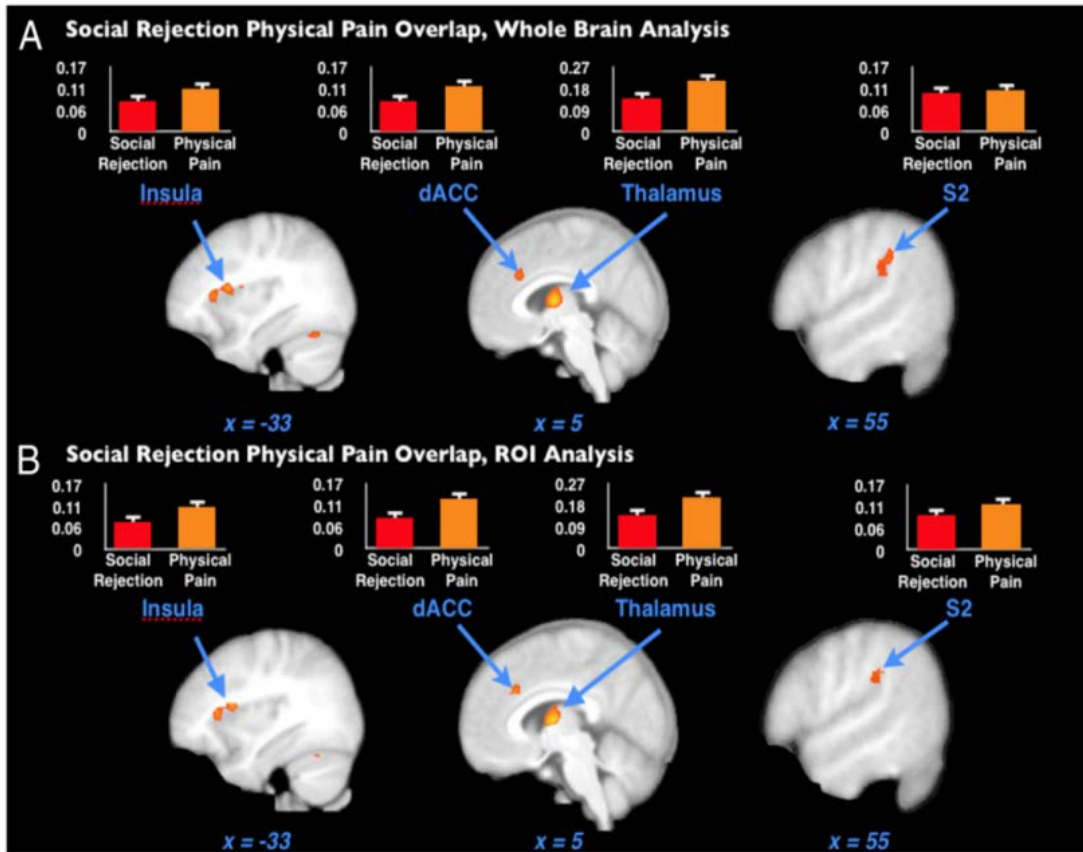 A Social Rejection Physical Pain Overlap, Whole Brain Analysis
0.17 0.17 0.27 0.17
0.11 0.11 0.18 0.11
0.06 0.06 0.09 0.06
0 0 0 0
Social Physical Social Physical Social Physical Social Physical
Rejection Pain Rejection Pain Rejection Pain Rejection Pain
Insula dACC Thalamus S2
x = -33 x = 5 x = 55
B Social Rejection Physical Pain Overlap, ROI Analysis
0.17 0.17 0.27 0.17
0.11 0.11 0.18 0.11
0.06 0.06 0.09 0.06
0 0 0 0
Social Physical Social Physical Social Physical Social Physical
Rejection Pain Rejection Pain Rejection Pain Rejection Pain
Insula dACC Thalamus S2
x = -33 x = 5 x = 55